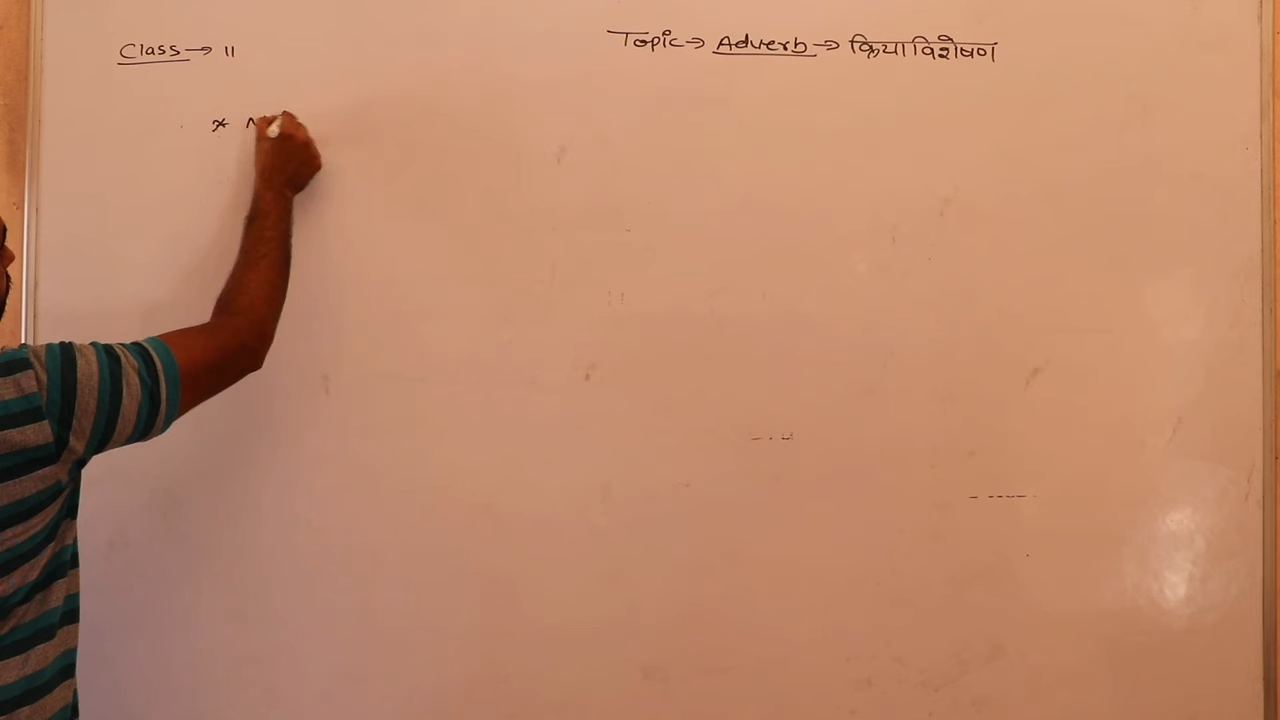 Class → 11
Topic → Adverb → क्रिया विशेषण
*